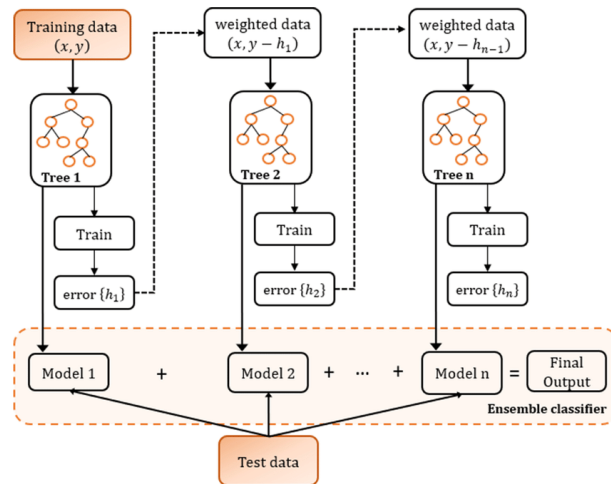 Training data
(x, y)
weighted data
(x, y − h₁)
weighted data
(x, y − hₙ₋₁)
Tree 1
Tree 2
Tree n
Train
Train
Train
error {h₁}
error {h₂}
error {hₙ}
Model 1 + Model 2 + ⋯ + Model n = Final
Output
Ensemble classifier
Test data